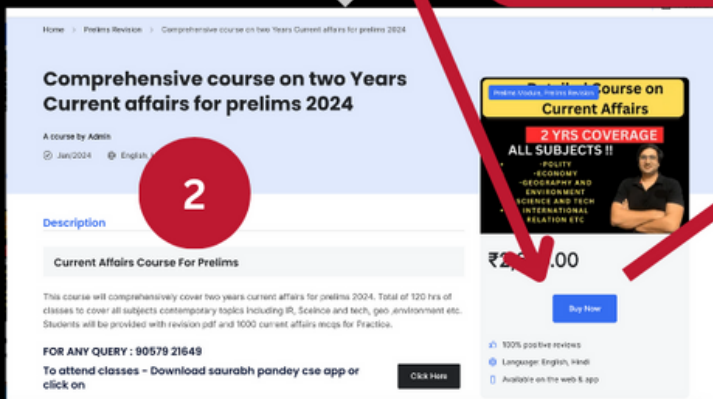 Home > Prelims Revision > Comprehensive course on two Years Current affairs for prelims 2024
Comprehensive course on two Years
Current affairs for prelims 2024
A course by Admin
Jan/2024 English,
2
Description
Current Affairs Course For Prelims
This course will comprehensively cover two years current affairs for prelims 2024. Total of 120 hrs of
classes to cover all subjects contemporary topics including IR, Sceince and tech, geo ,environment etc.
Students will be provided with revision pdf and 1000 current affairs mcqs for Practice.
FOR ANY QUERY : 90579 21649
To attend classes - Download saurabh pandey cse app or
click on
Click Here
Prelims Module, Prelims Revision
Course on
Current Affairs
2 YRS COVERAGE
ALL SUBJECTS !!
-POLITY
-ECONOMY
-GEOGRAPHY AND
ENVIRONMENT
SCIENCE AND TECH
INTERNATIONAL
RELATION ETC
.00
Buy Now
100% positive reviews
Language: English, Hindi
Available on the web & app